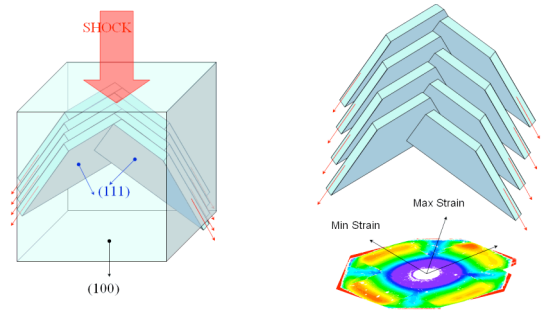 SHOCK
(111)
(100)
Max Strain
Min Strain